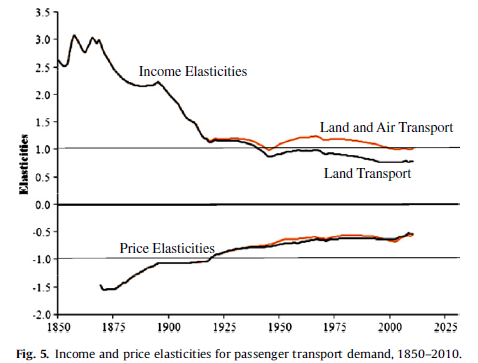 3.5
3.0
2.5
2.0
1.5
1.0
0.5
0.0
-0.5
-1.0
-1.5
-2.0
Elasticities
Income Elasticities
Land and Air Transport
Land Transport
Price Elasticities
1850 1875 1900 1925 1950 1975 2000 2025
Fig. 5. Income and price elasticities for passenger transport demand, 1850–2010.